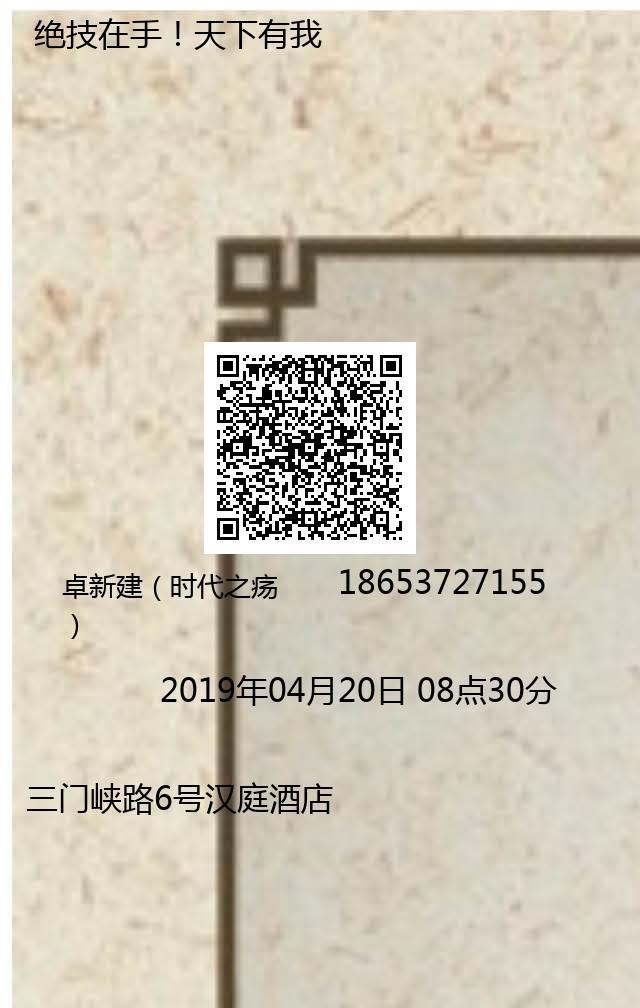 绝技在手！天下有我
卓新建（时代之疡
）
18653727155
2019年04月20日 08点30分
三门峡路6号汉庭酒店